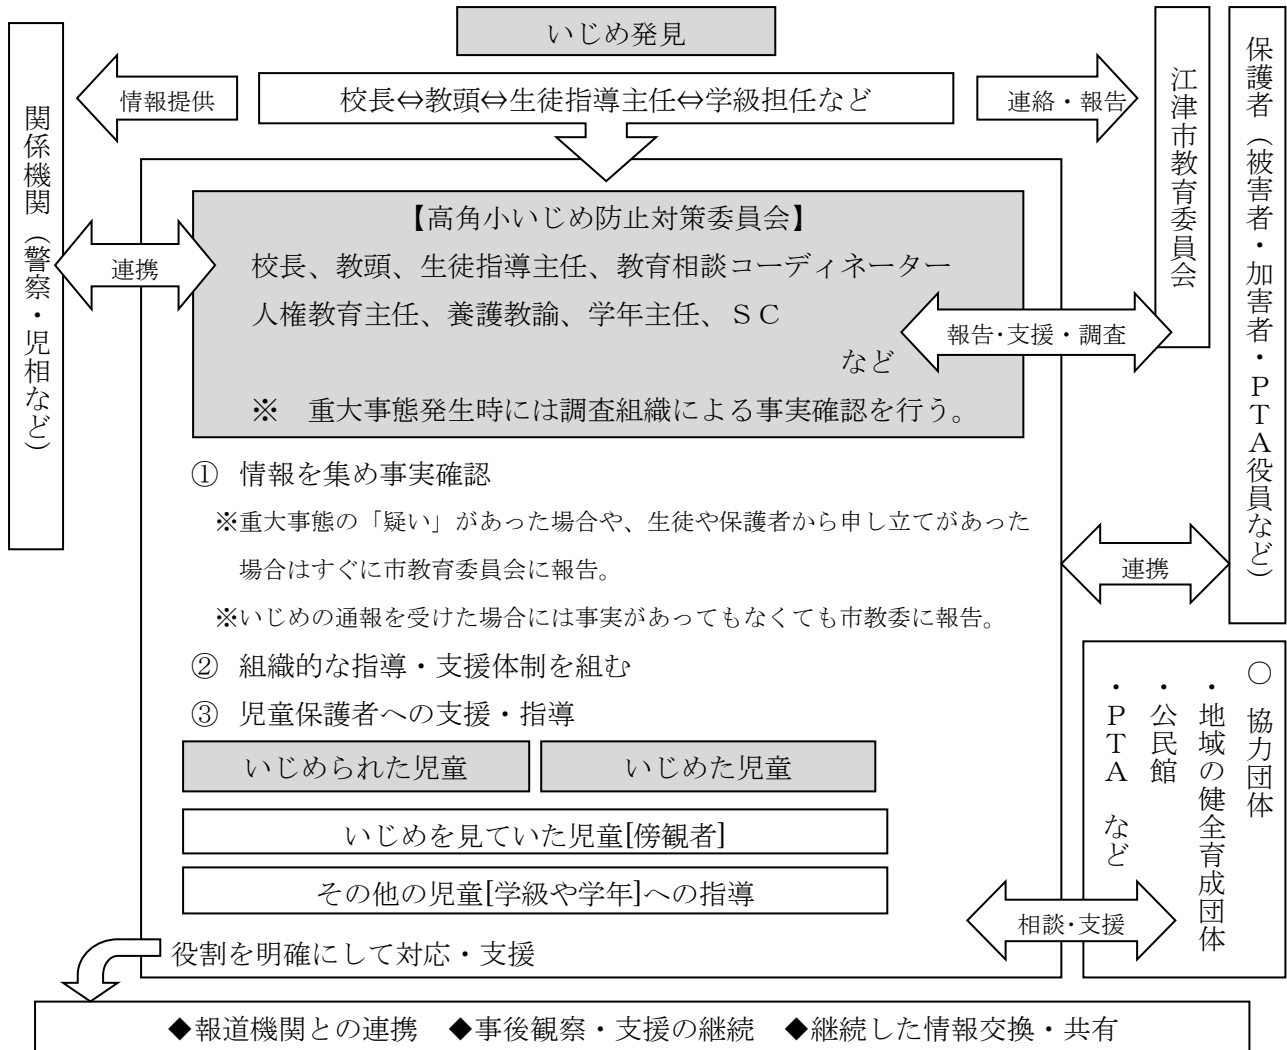 いじめ発見
情報提供
校長⇔教頭⇔生徒指導主任⇔学級担任など
連絡・報告
関係機関（警察・児相など）
江津市教育委員会
保護者（被害者・加害者・ＰＴＡ役員など）
【高角小いじめ防止対策委員会】
校長、教頭、生徒指導主任、教育相談コーディネーター
人権教育主任、養護教諭、学年主任、ＳＣ
など
※　重大事態発生時には調査組織による事実確認を行う。
連携
報告・支援・調査
①　情報を集め事実確認
※重大事態の「疑い」があった場合や、生徒や保護者から申し立てがあった
場合はすぐに市教育委員会に報告。
※いじめの通報を受けた場合には事実があってもなくても市教委に報告。
連携
②　組織的な指導・支援体制を組む
③　児童保護者への支援・指導
いじめられた児童
いじめた児童
いじめを見ていた児童[傍観者]
その他の児童[学級や学年]への指導
○　協力団体
・地域の健全育成団体
・公民館
・ＰＴＡ　など
相談・支援
役割を明確にして対応・支援
◆報道機関との連携　◆事後観察・支援の継続　◆継続した情報交換・共有